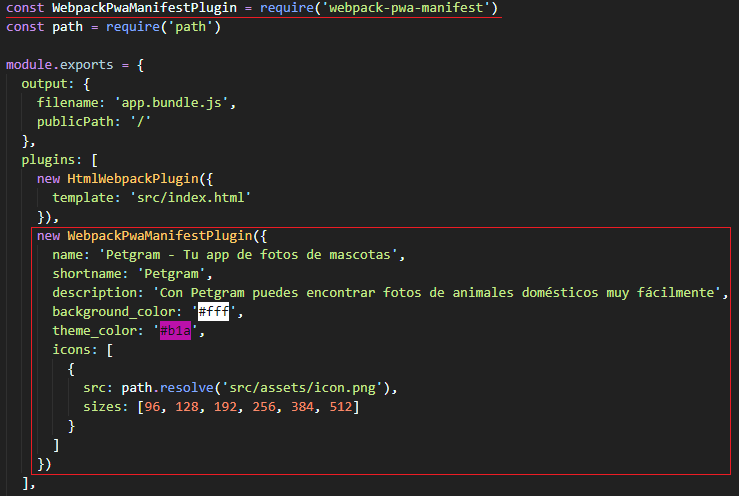 const WebpackPwaManifestPlugin = require('webpack-pwa-manifest')
const path = require('path')
module.exports = {
output: {
filename: 'app.bundle.js',
publicPath: '/'
},
plugins: [
new HtmlWebpackPlugin({
template: 'src/index.html'
}),
new WebpackPwaManifestPlugin({
name: 'Petgram - Tu app de fotos de mascotas',
shortname: 'Petgram',
description: 'Con Petgram puedes encontrar fotos de animales domésticos muy fácilmente',
background_color: '#fff',
theme_color: '#b1a',
icons: [
{
src: path.resolve('src/assets/icon.png'),
sizes: [96, 128, 192, 256, 384, 512]
}
]
})
],